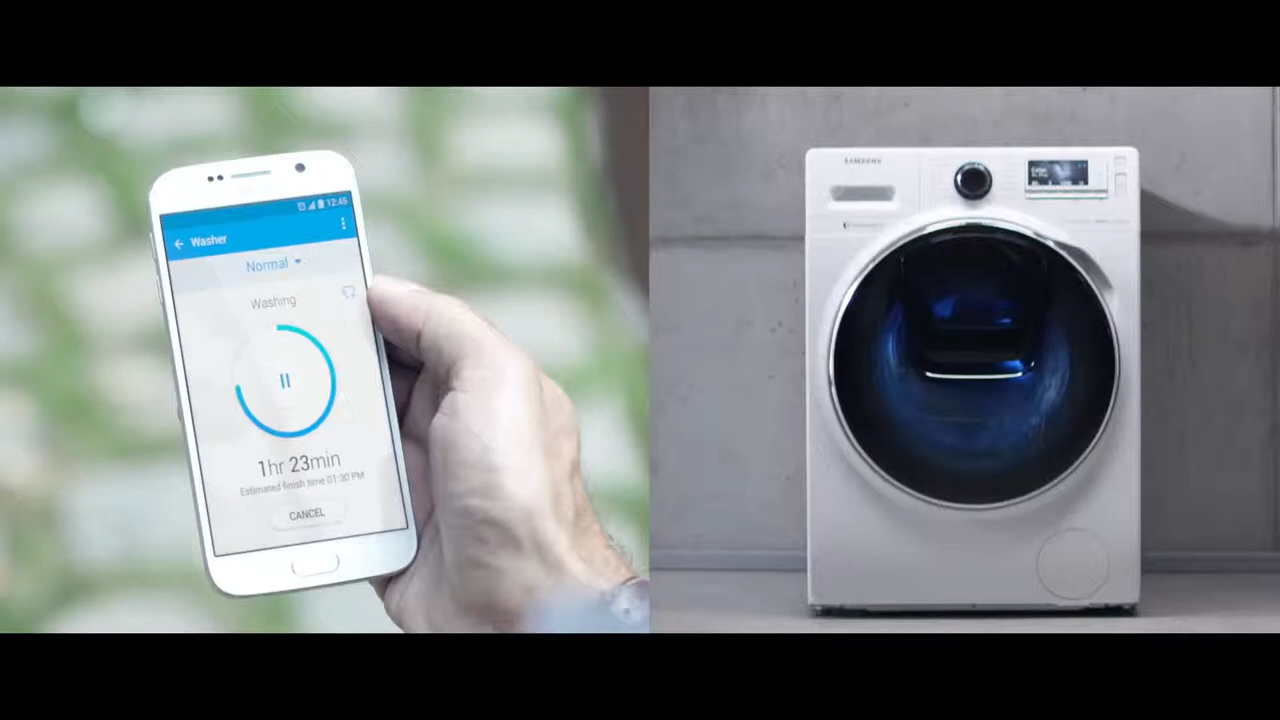 12:45
Washer
Normal
Washing
1hr 23min
Estimated finish time 01:30 PM
CANCEL
SAMSUNG